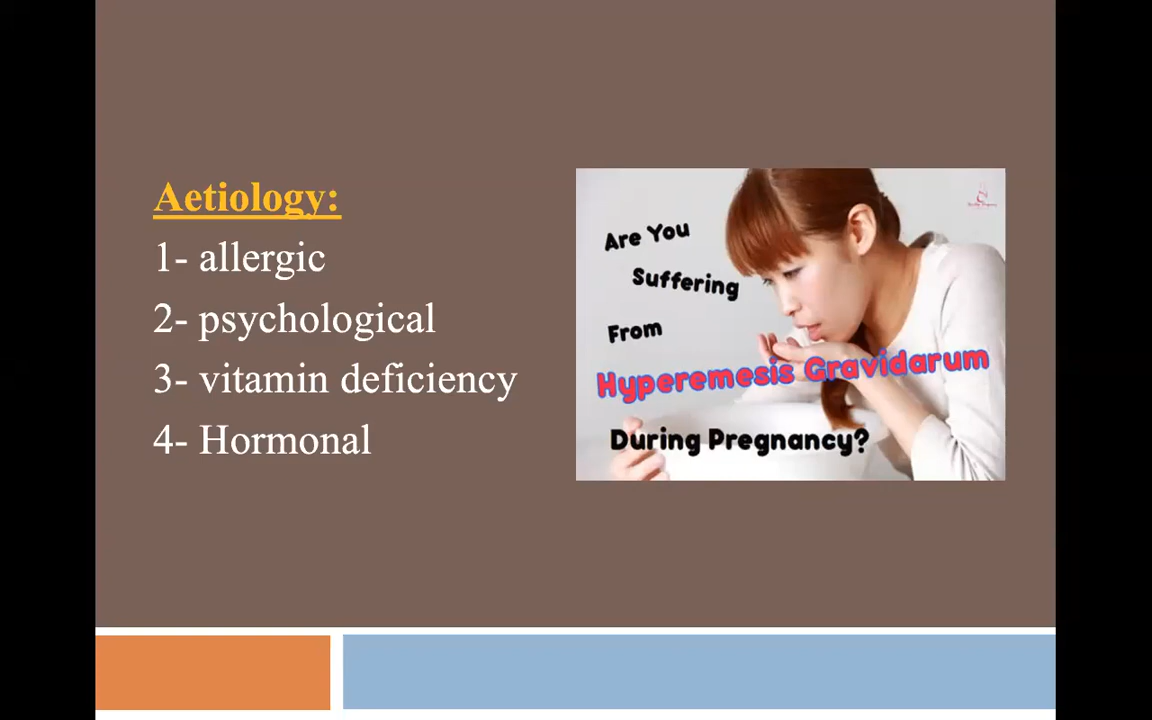 Aetiology:
1- allergic
2- psychological
3- vitamin deficiency
4- Hormonal
Are You
Suffering
From
Hyperemesis Gravidarum
During Pregnancy?